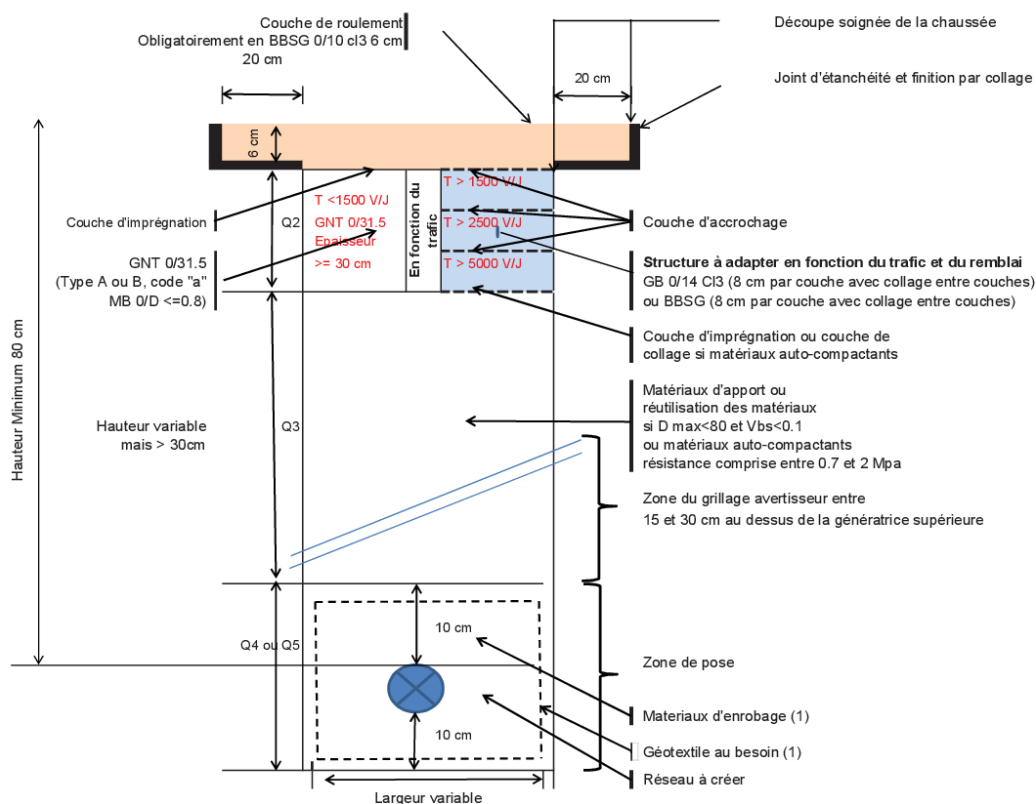 Couche de roulement
Obligatoirement en BBSG 0/10 cl3 6 cm
20 cm
Découpe soignée de la chaussée
20 cm
Joint d'étanchéité et finition par collage
6 cm
Hauteur Minimum 80 cm
Couche d'imprégnation
Q2
T <1500 V/J
GNT 0/31.5
Epaisseur
>= 30 cm
En fonction du
trafic
T > 1500 V/J
T > 2500 V/J
T > 5000 V/J
Couche d'accrochage
GNT 0/31.5
(Type A ou B, code "a"
MB 0/D <=0.8)
Structure à adapter en fonction du trafic et du remblai
GB 0/14 Cl3 (8 cm par couche avec collage entre couches)
ou BBSG (8 cm par couche avec collage entre couches)
Couche d'imprégnation ou couche de
collage si matériaux auto-compactants
Hauteur variable
mais > 30cm
Q3
Matériaux d'apport ou
réutilisation des matériaux
si D max<80 et Vbs<0.1
ou matériaux auto-compactants
résistance comprise entre 0.7 et 2 Mpa
Zone du grillage avertisseur entre
15 et 30 cm au dessus de la génératrice supérieure
Q4 ou Q5
10 cm
Zone de pose
10 cm
Materiaux d'enrobage (1)
Géotextile au besoin (1)
Réseau à créer
Largeur variable